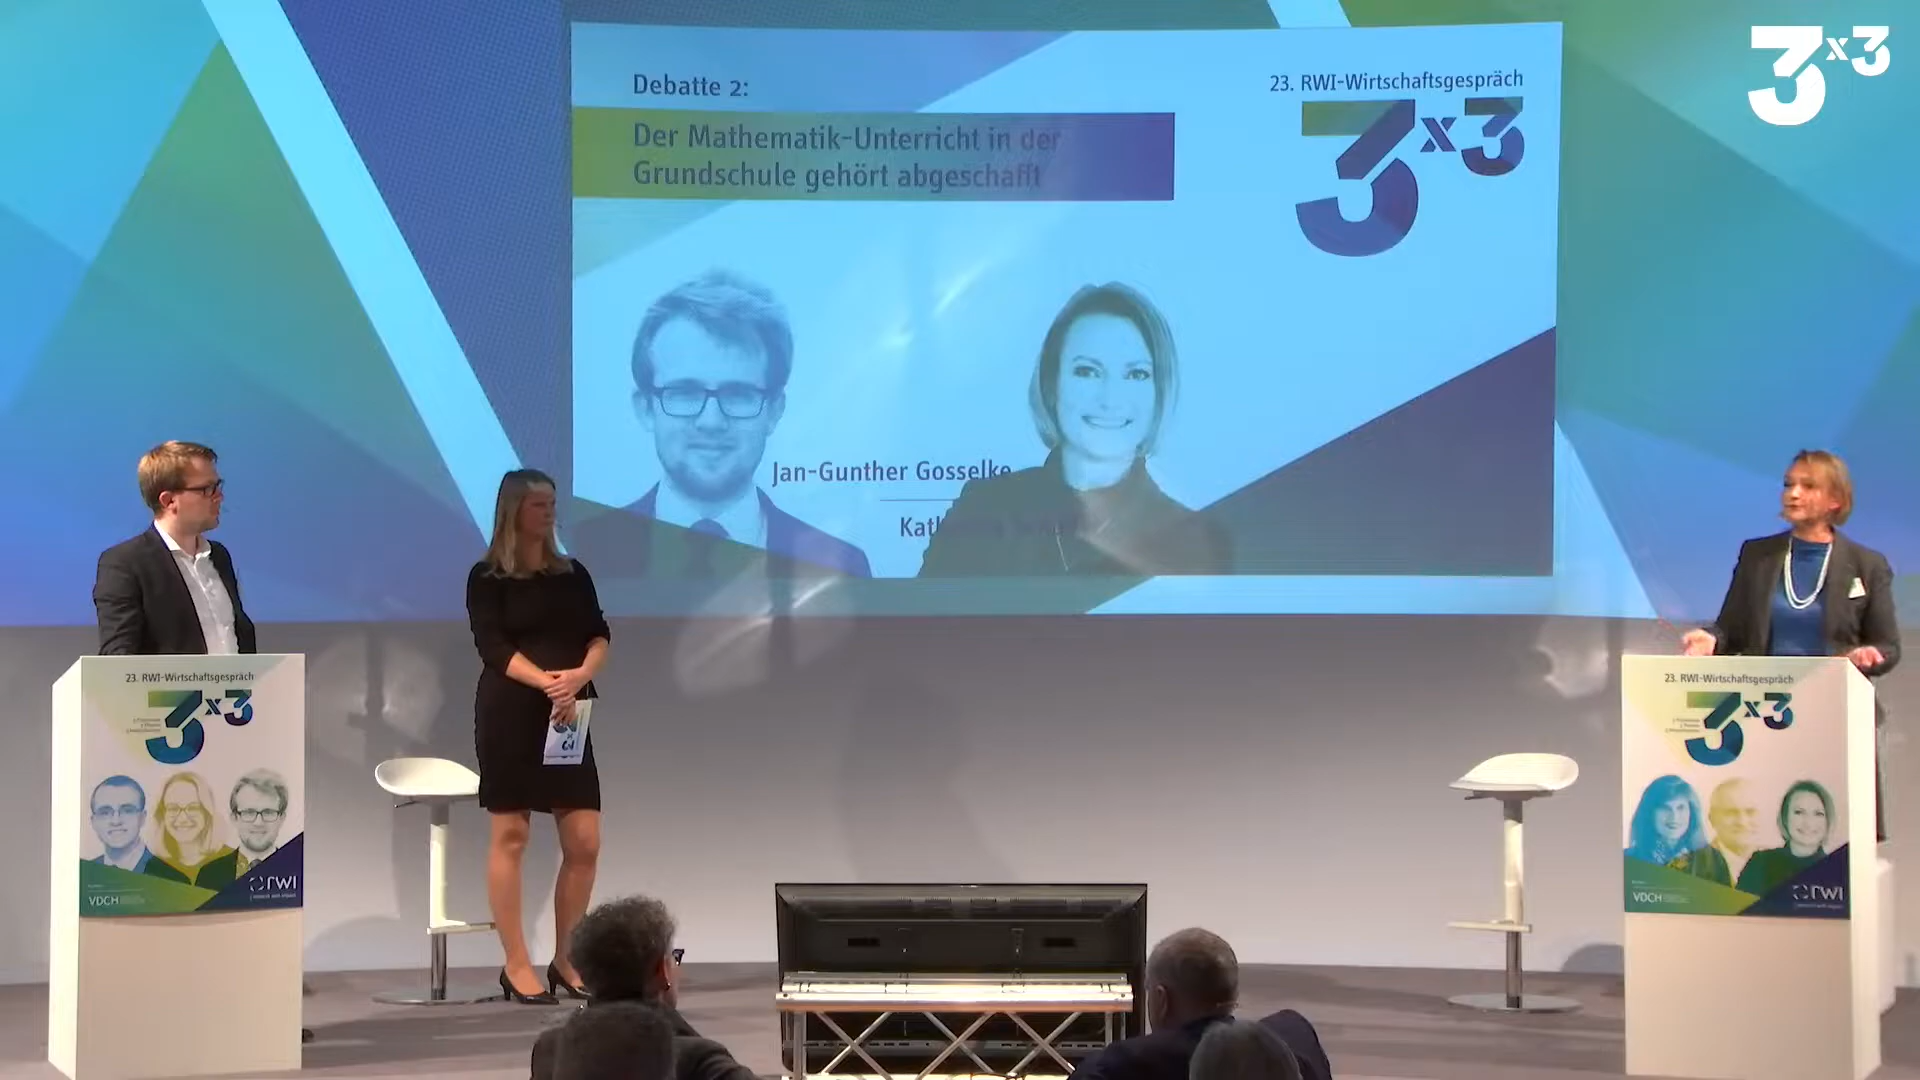 Debatte 2:
Der Mathematik-Unterricht in der
Grundschule gehört abgeschafft
23. RWI-Wirtschaftsgespräch
3x3
3x3
Jan-Gunther Gosselke
23. RWI-Wirtschaftsgespräch
3x3
RWI
VDCH
23. RWI-Wirtschaftsgespräch
3x3
RWI
VDCH